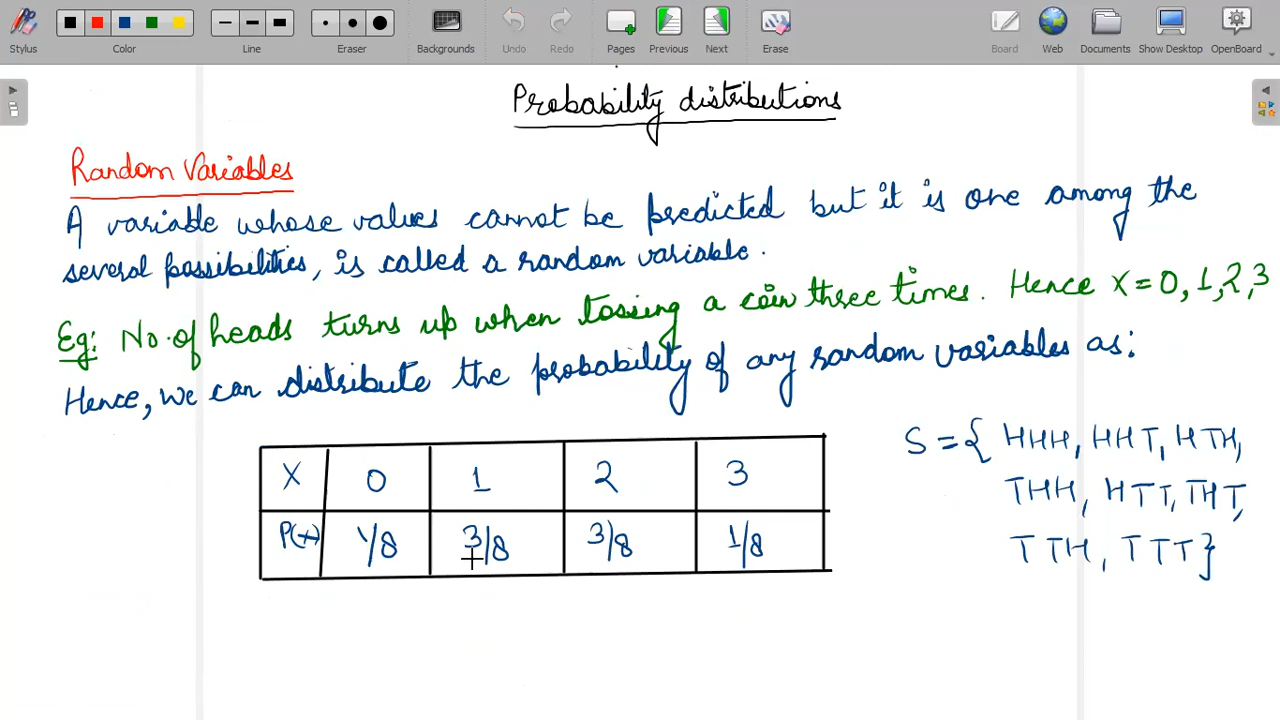 Stylus Color Line Eraser Backgrounds Undo Redo Pages Previous Next Erase Board Web Documents Show Desktop OpenBoard
Probability distributions
Random Variables
A variable whose values cannot be predicted but it is one among the
several possibilities, is called a random variable.
Eg: No. of heads turns up when tossing a coin three times. Hence X = 0, 1, 2, 3
Hence, we can distribute the probability of any random variables as:
X 0 1 2 3
P(x) 1/8 3/8 3/8 1/8
S = { HHH, HHT, HTH,
THH, HTT, THT,
TTH, TTT }